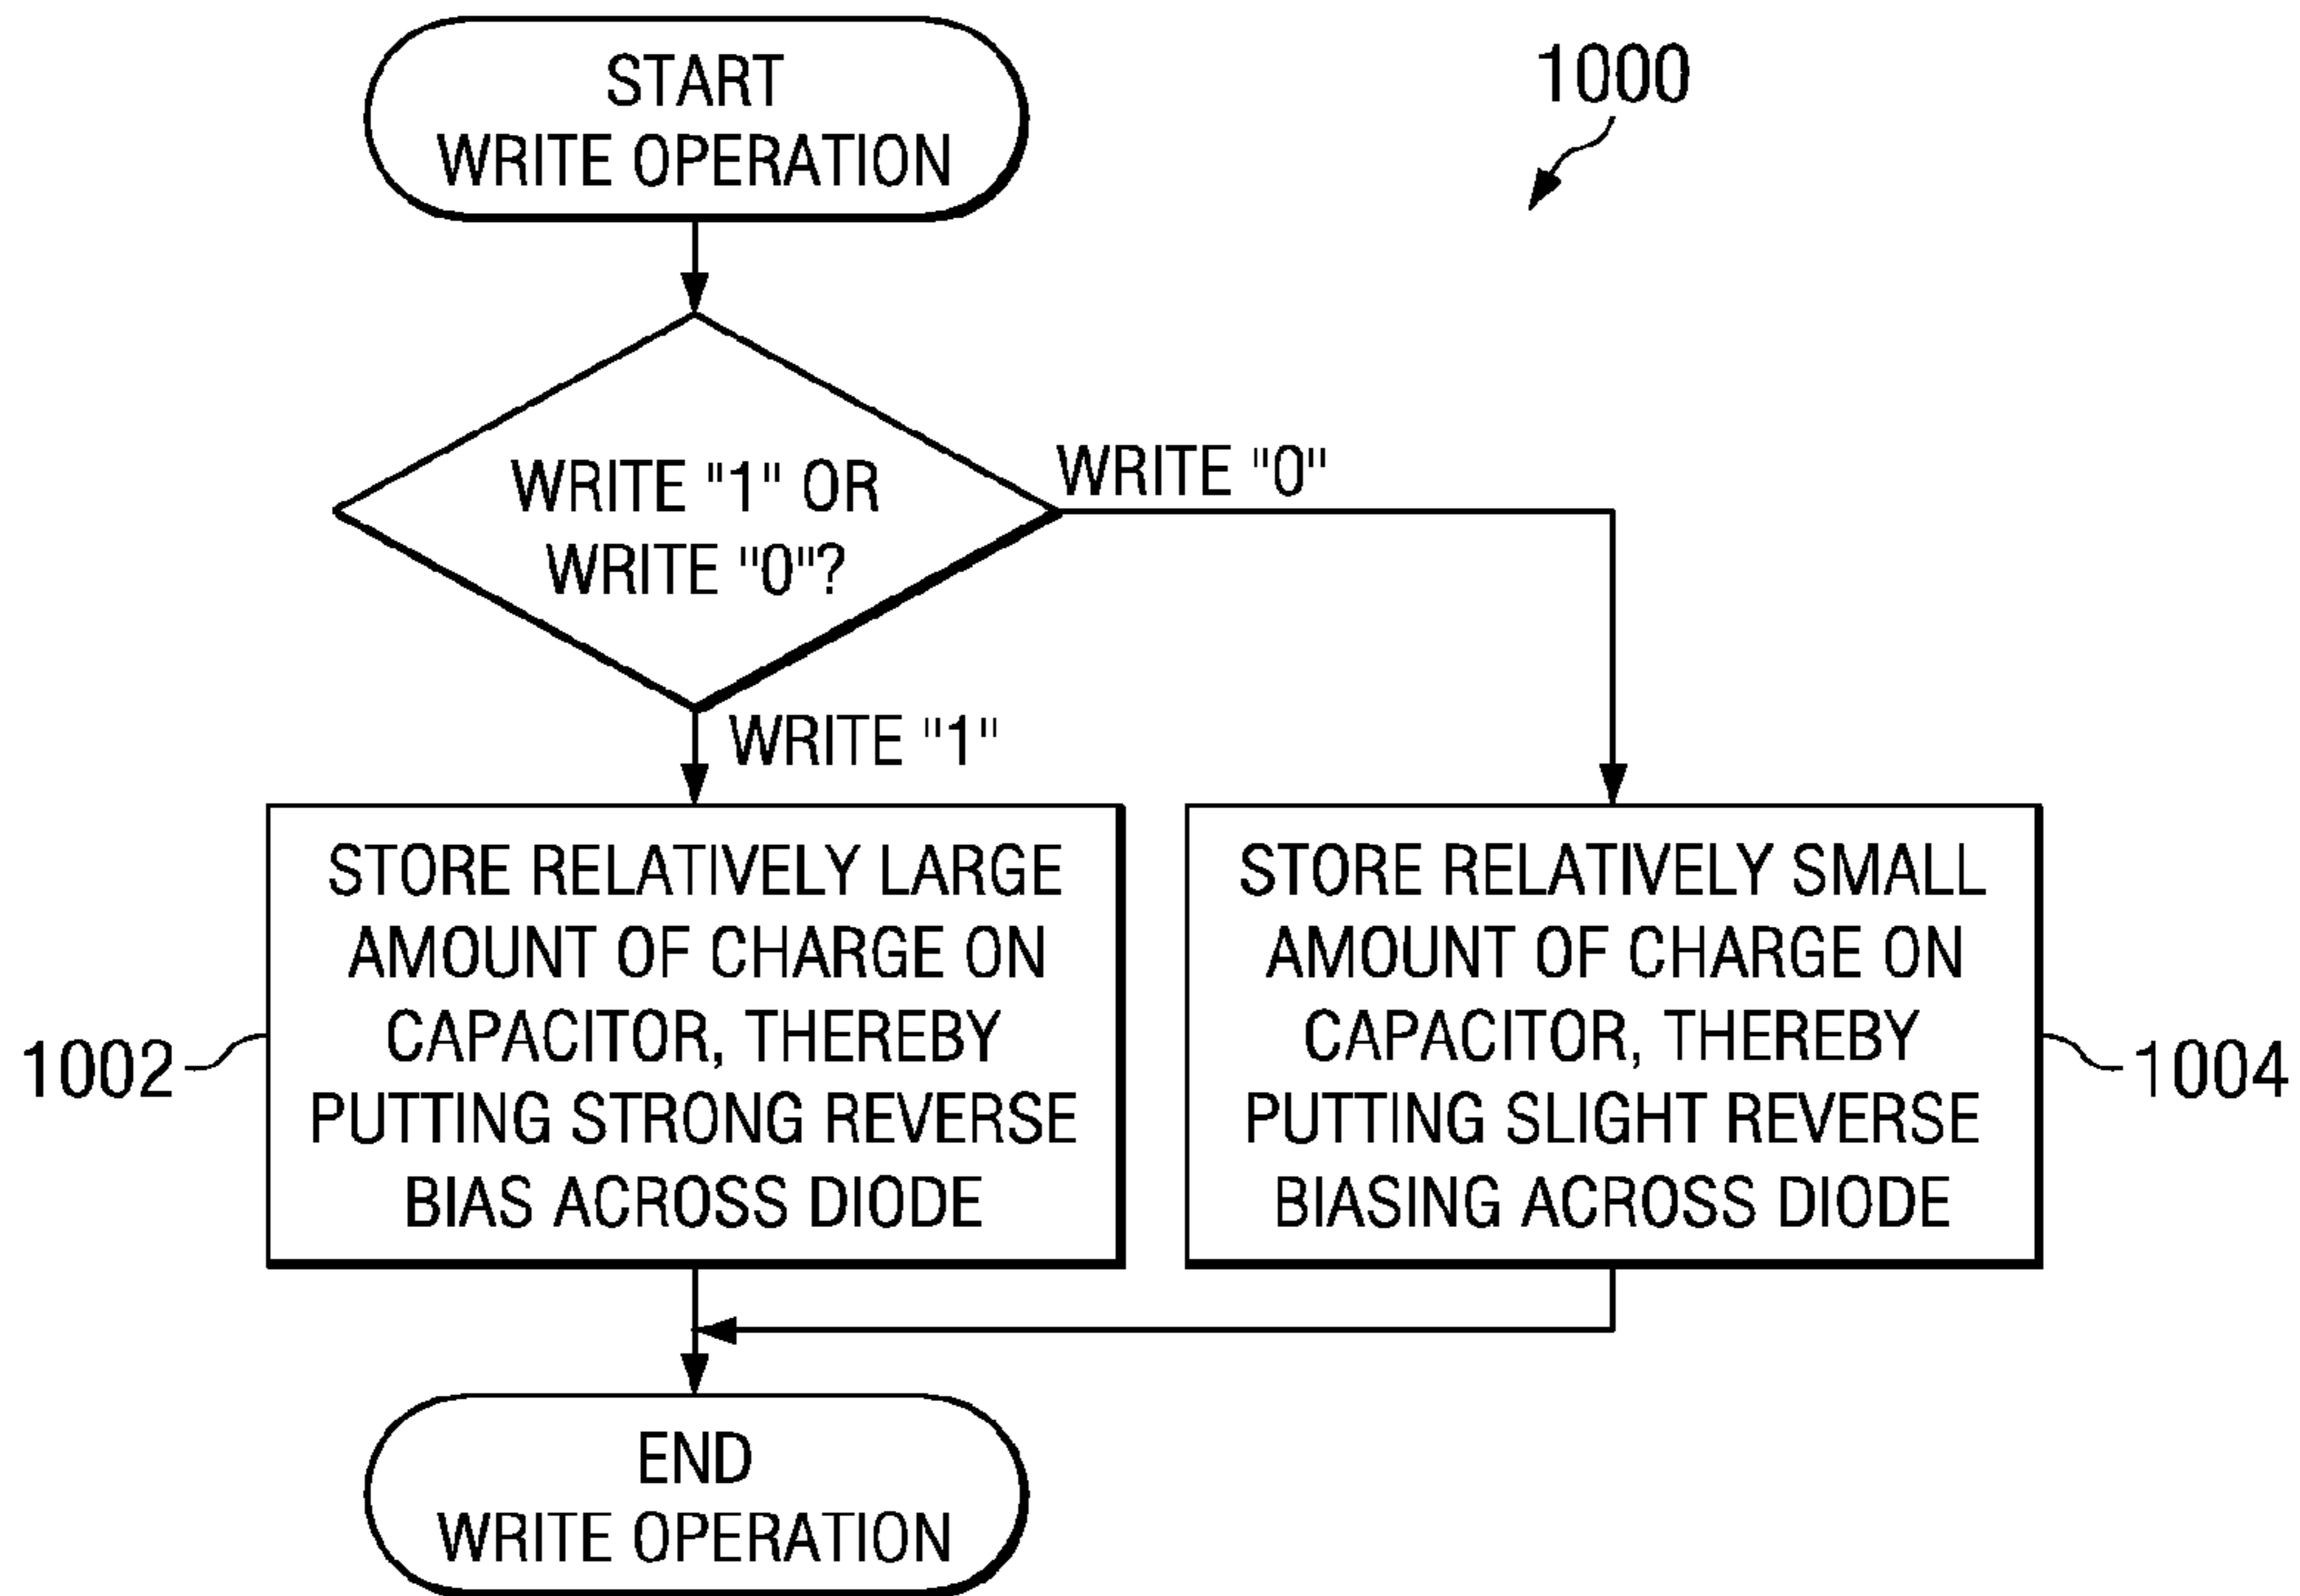 START
WRITE OPERATION
1000
WRITE "1" OR
WRITE "0"?
WRITE "0"
WRITE "1"
STORE RELATIVELY LARGE
AMOUNT OF CHARGE ON
CAPACITOR, THEREBY
PUTTING STRONG REVERSE
BIAS ACROSS DIODE
1002
STORE RELATIVELY SMALL
AMOUNT OF CHARGE ON
CAPACITOR, THEREBY
PUTTING SLIGHT REVERSE
BIASING ACROSS DIODE
1004
END
WRITE OPERATION